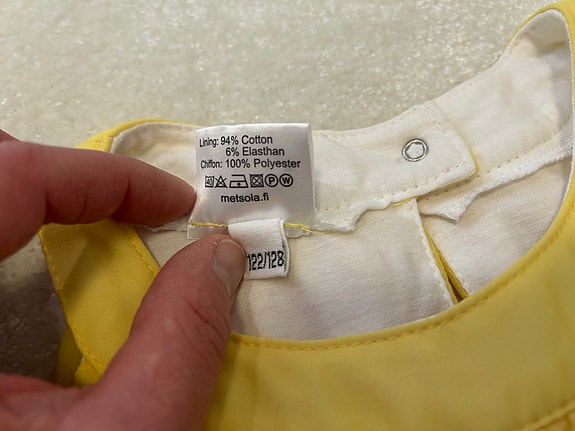 Lining: 94% Cotton
6% Elasthan
Chiffon: 100% Polyester
P W
metsola.fi
122/128